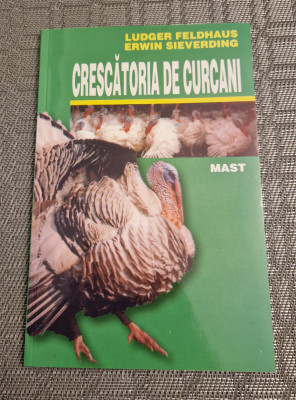 LUDGER FELDHAUS
ERWIN SIEVERDING
CRESCĂTORIA DE CURCANI
MAST